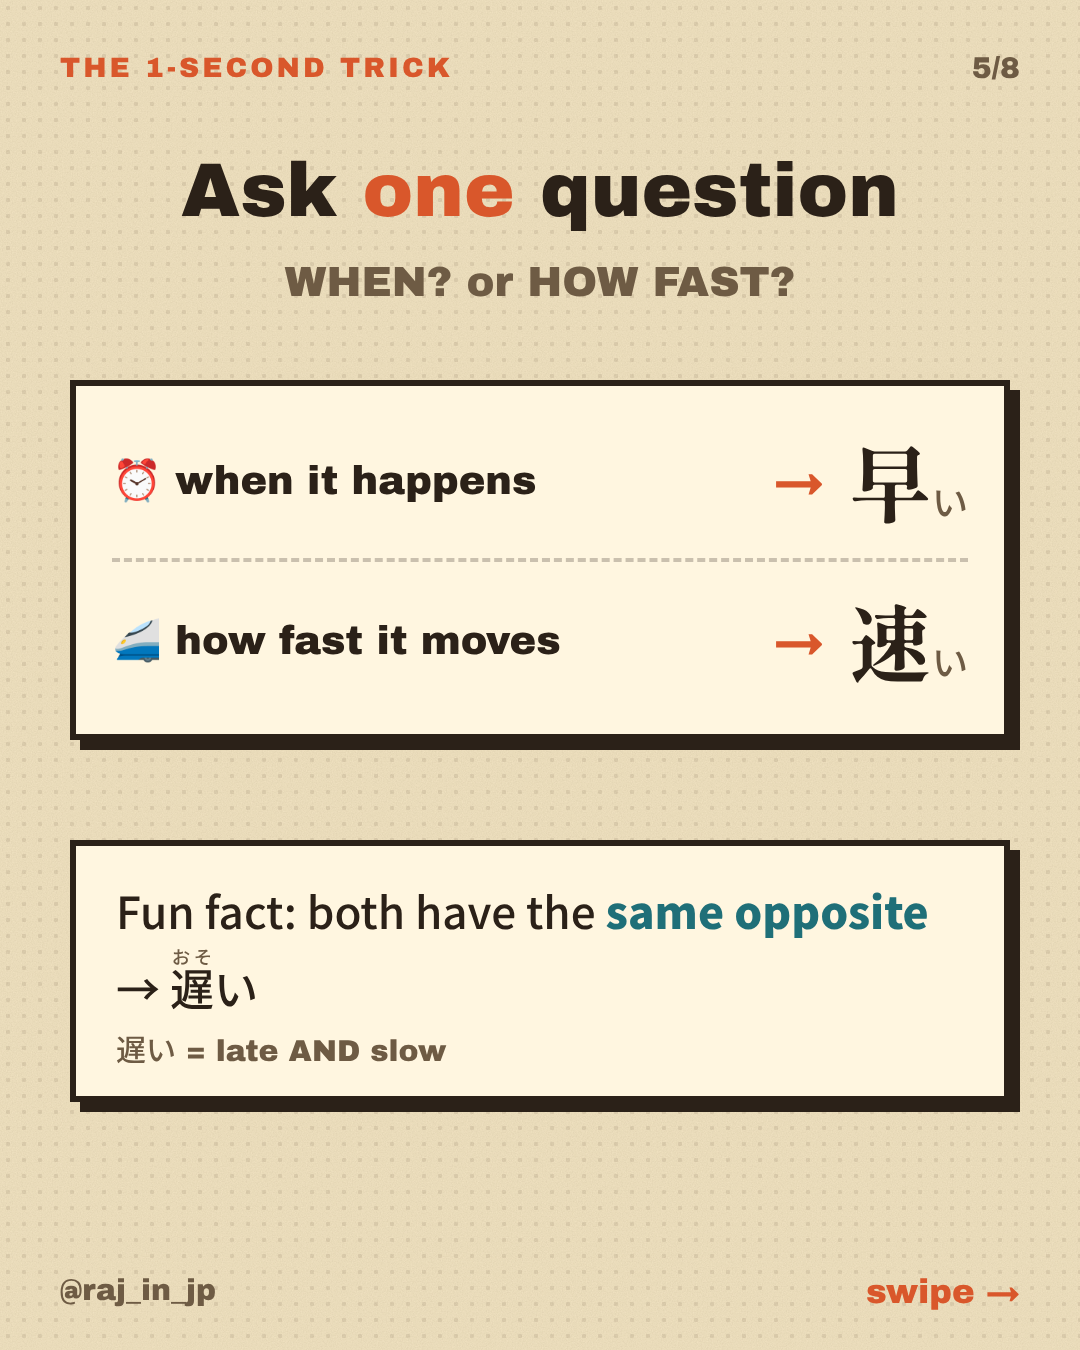 THE 1-SECOND TRICK
5/8
Ask one question
WHEN? or HOW FAST?
⏰ when it happens → 早い
🚄 how fast it moves → 速い
Fun fact: both have the same opposite
おそ
→ 遅い
遅い = late AND slow
@raj_in_jp
swipe →